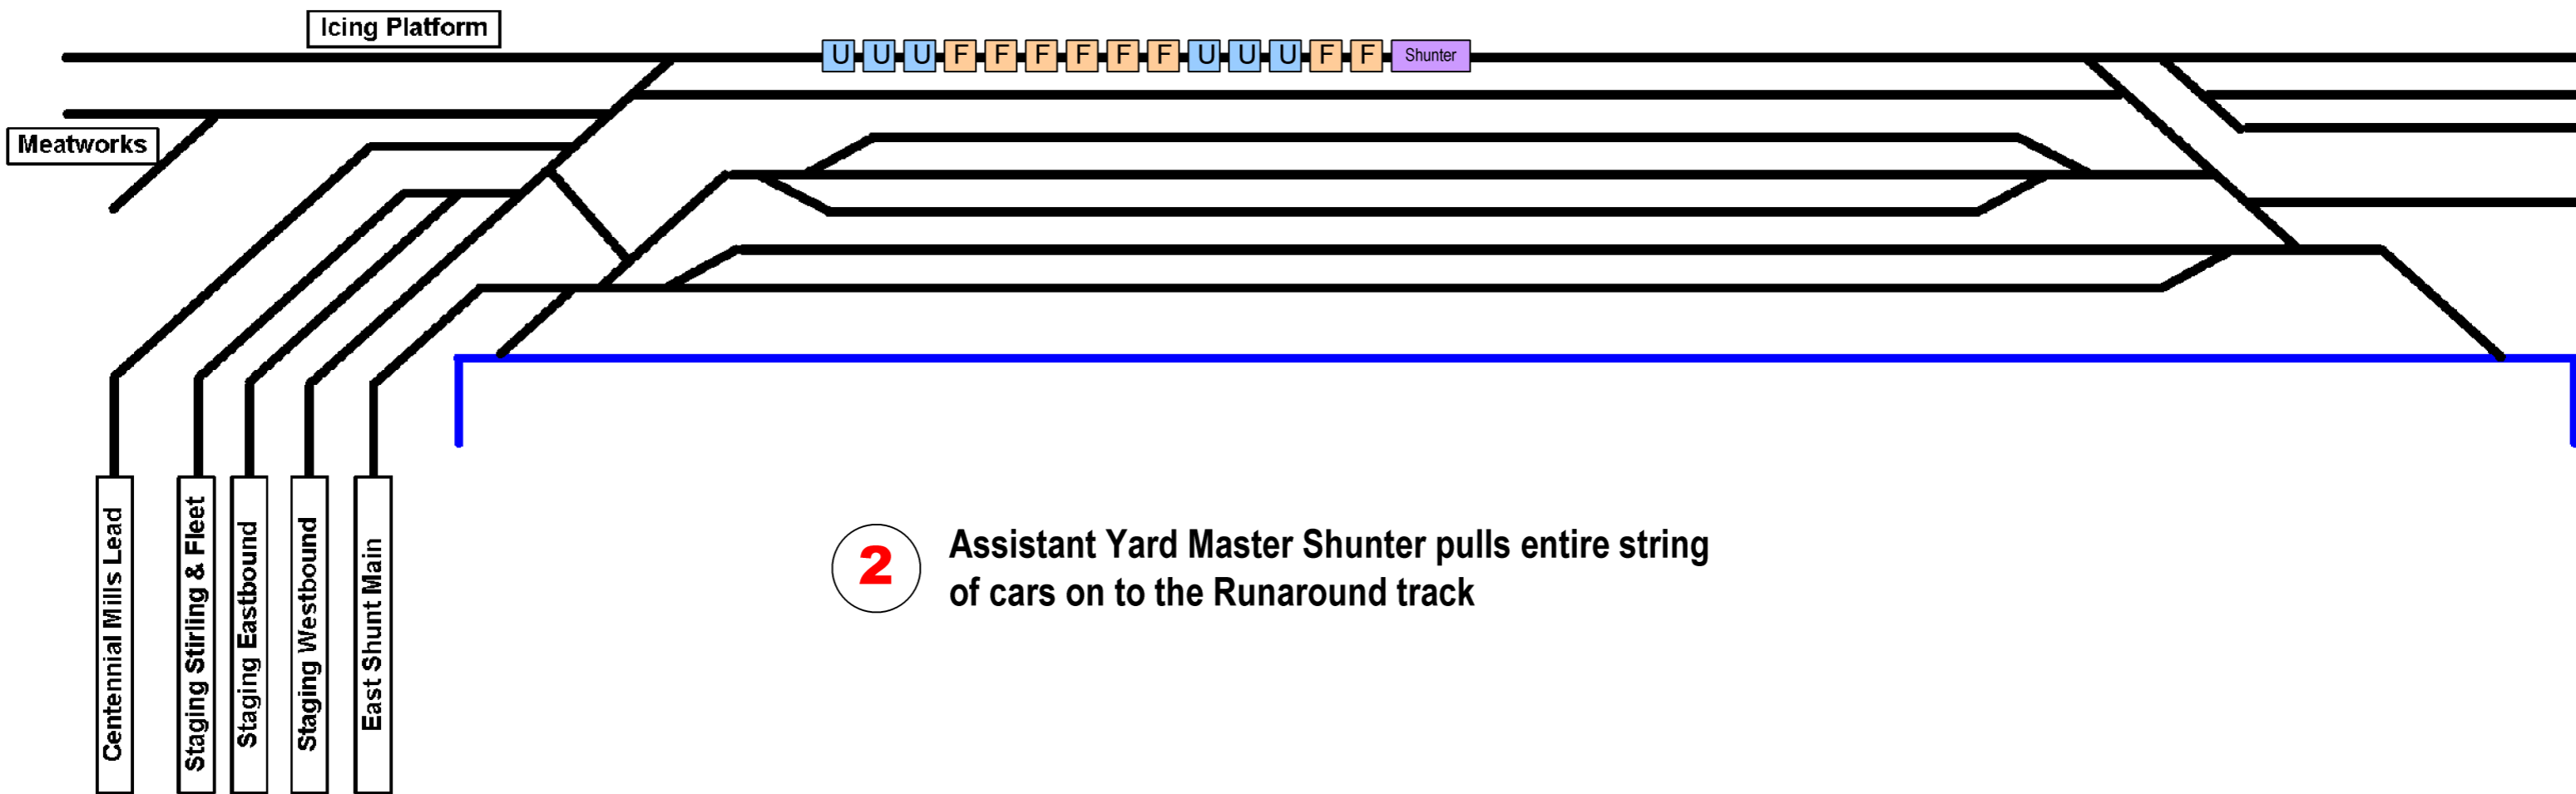 Icing Platform
U U U F F F F F F U U U F F Shunter
Meatworks
Centennial Mills Lead
Staging Stirling & Fleet
Staging Eastbound
Staging Westbound
East Shunt Main
2
Assistant Yard Master Shunter pulls entire string
of cars on to the Runaround track